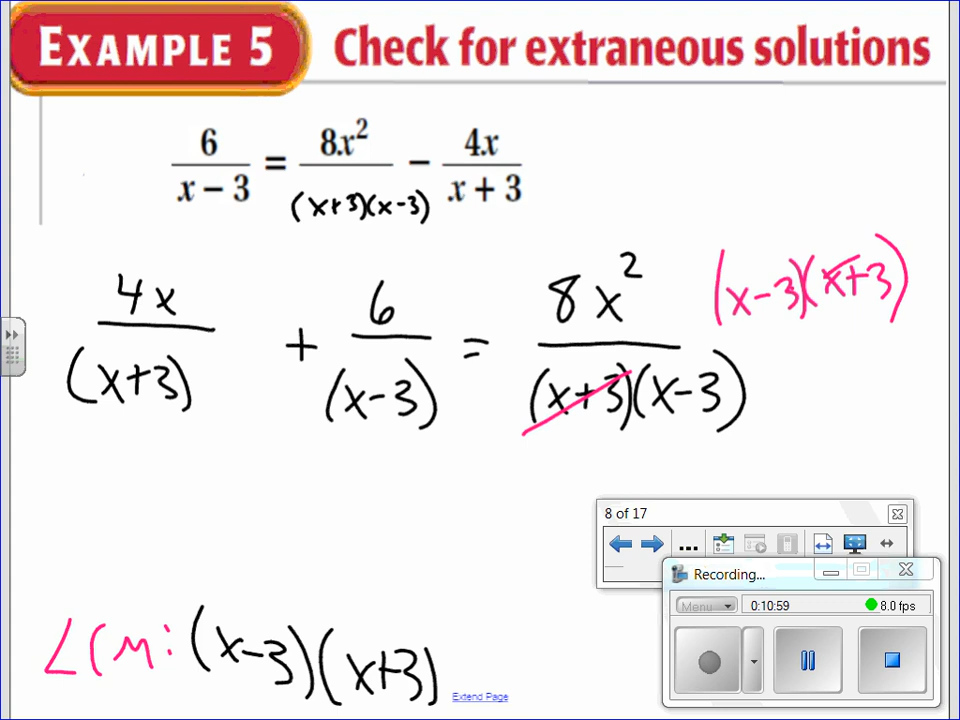 EXAMPLE 5 Check for extraneous solutions
6/(x – 3) = 8x²/((x+3)(x-3)) – 4x/(x + 3)
4x/(x+3) + 6/(x-3) = 8x²/((x+3)(x-3)) (x-3)(x+3)
8 of 17
...
Recording...
Menu 0:10:59 8.0 fps
LCM: (x-3)(x+3)
Extend Page